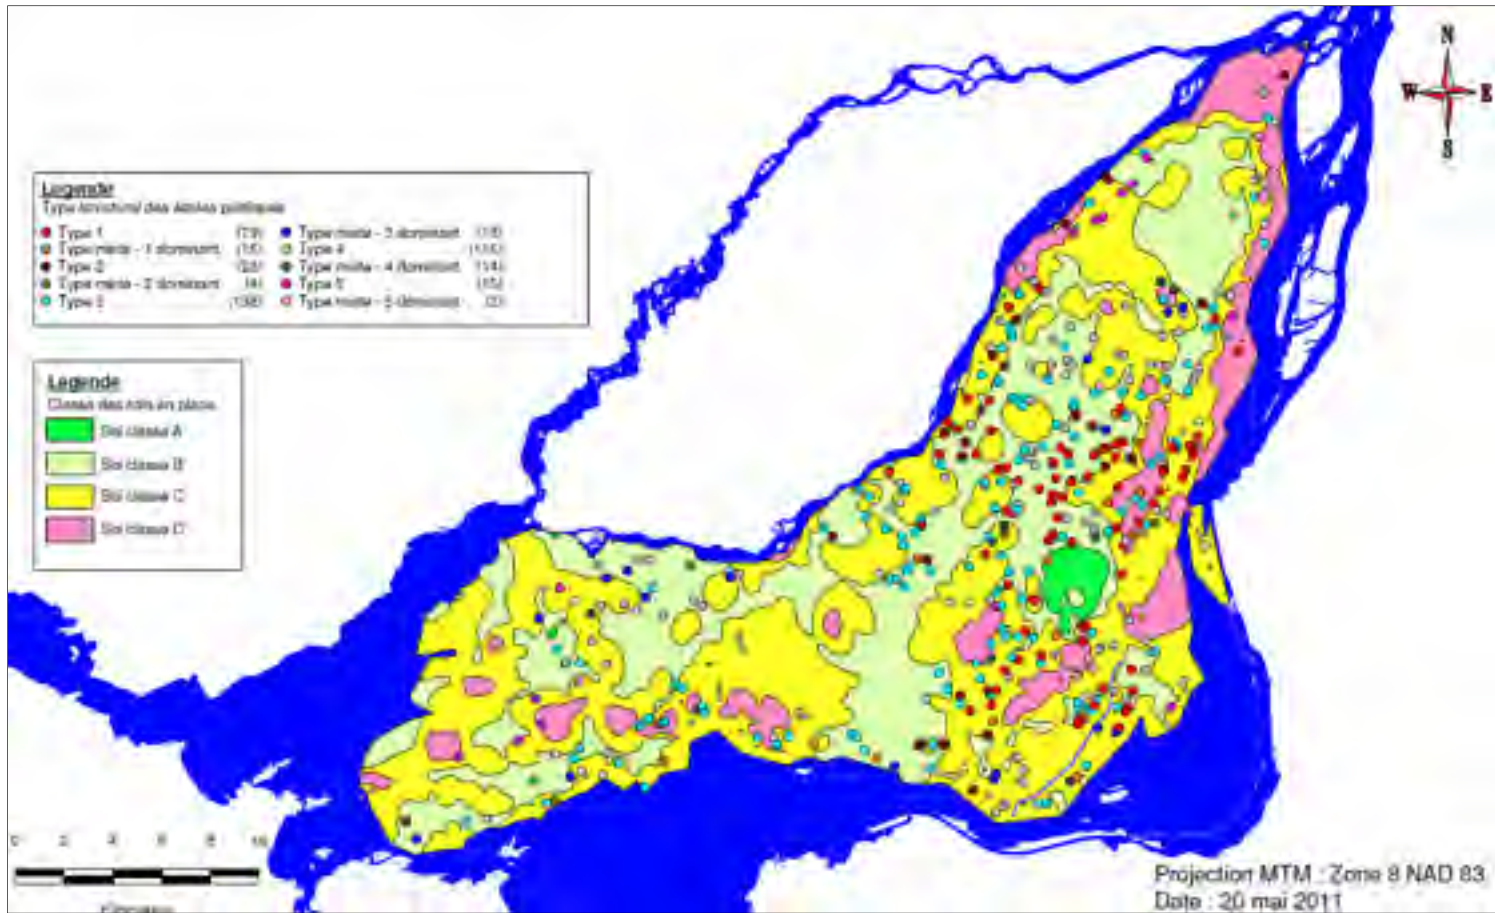 N
W E
S
Legende
Type structural des écoles publiques
Type 1
Type mixte - 1 dominant
Type 2
Type mixte - 2 dominant
Type 3
Type mixte - 3 dominant
Type 4
Type mixte - 4 dominant
Type 5
Type mixte - 5 dominant
Legende
Classe des sols en place
Sol classe A
Sol classe B
Sol classe C
Sol classe D
0 2 4 6 8 10
Projection MTM : Zone 8 NAD 83
Date : 20 mai 2011